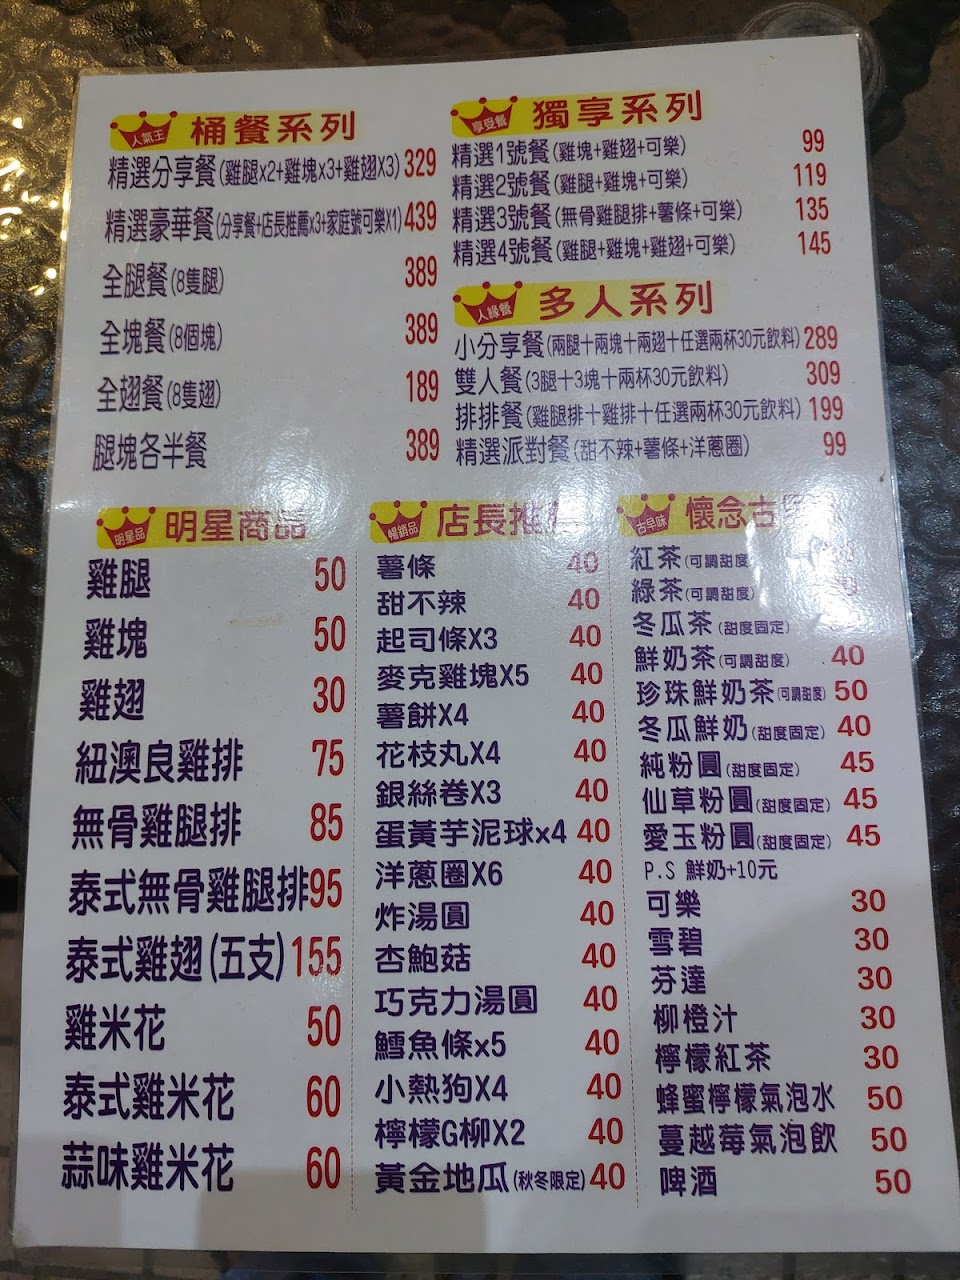 人氣王 桶餐系列
精選分享餐(雞腿x2+雞塊x3+雞翅X3) 329
精選豪華餐(分享餐+店長推薦x3+家庭號可樂X1) 439
全腿餐(8隻腿) 389
全塊餐(8個塊) 389
全翅餐(8隻翅) 189
腿塊各半餐 389
享受餐 獨享系列
精選1號餐(雞塊+雞翅+可樂) 99
精選2號餐(雞腿+雞塊+可樂) 119
精選3號餐(無骨雞腿排+薯條+可樂) 135
精選4號餐(雞腿+雞塊+雞翅+可樂) 145
人緣餐 多人系列
小分享餐(兩腿+兩塊+兩翅+任選兩杯30元飲料) 289
雙人餐(3腿+3塊+兩杯30元飲料) 309
排排餐(雞腿排+雞排+任選兩杯30元飲料) 199
精選派對餐(甜不辣+薯條+洋蔥圈) 99
明星品 明星商品
雞腿 50
雞塊 50
雞翅 30
紐澳良雞排 75
無骨雞腿排 85
泰式無骨雞腿排 95
泰式雞翅(五支) 155
雞米花 50
泰式雞米花 60
蒜味雞米花 60
暢銷品 店長推
薯條 40
甜不辣 40
起司條X3 40
麥克雞塊X5 40
薯餅X4 40
花枝丸X4 40
銀絲卷X3 40
蛋黃芋泥球x4 40
洋蔥圈X6 40
炸湯圓 40
杏鮑菇 40
巧克力湯圓 40
鱈魚條x5 40
小熱狗X4 40
檸檬G柳X2 40
黃金地瓜(秋冬限定) 40
古早味 懷念古
紅茶(可調甜度)
綠茶(可調甜度)
冬瓜茶(甜度固定)
鮮奶茶(可調甜度) 40
珍珠鮮奶茶(可調甜度) 50
冬瓜鮮奶(甜度固定) 40
純粉圓(甜度固定) 45
仙草粉圓(甜度固定) 45
愛玉粉圓(甜度固定) 45
P.S 鮮奶+10元
可樂 30
雪碧 30
芬達 30
柳橙汁 30
檸檬紅茶 30
蜂蜜檸檬氣泡水 50
蔓越莓氣泡飲 50
啤酒 50